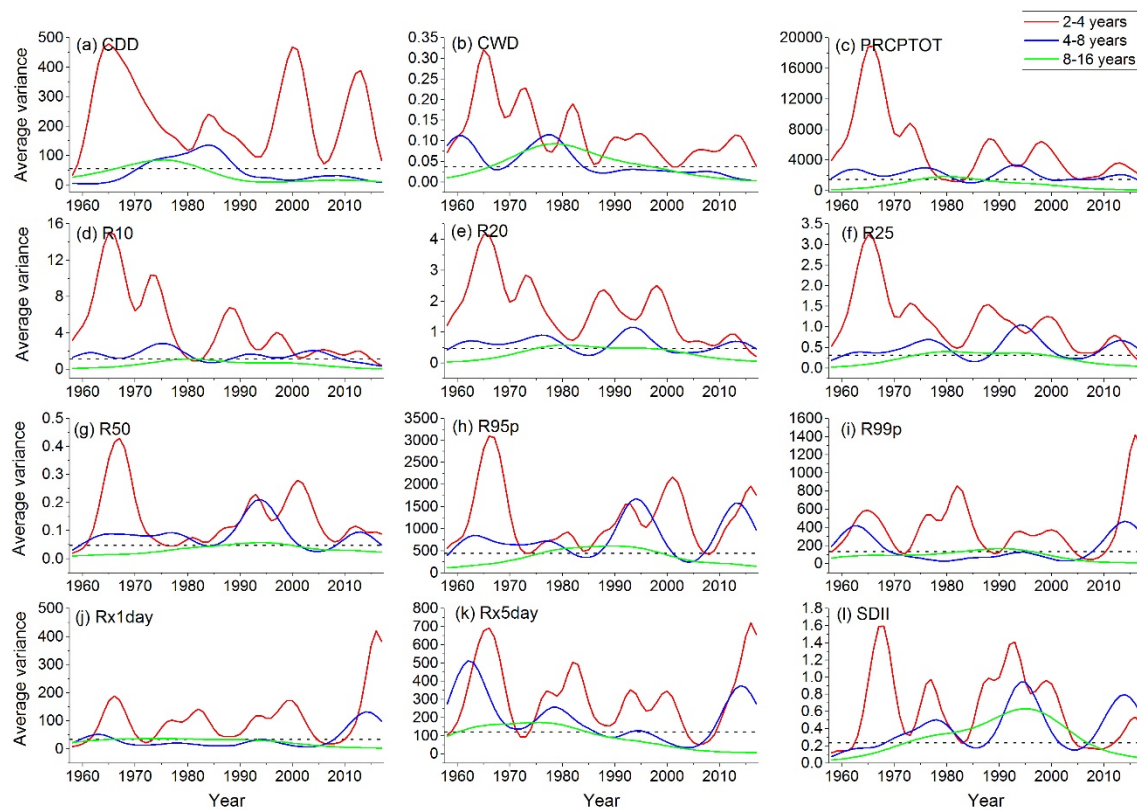 2-4 years
4-8 years
8-16 years
(a) CDD
(b) CWD
(c) PRCPTOT
500
400
300
200
100
0
0.35
0.30
0.25
0.20
0.15
0.10
0.05
0.00
20000
16000
12000
8000
4000
0
Average variance
1960 1970 1980 1990 2000 2010
1960 1970 1980 1990 2000 2010
1960 1970 1980 1990 2000 2010
(d) R10
(e) R20
(f) R25
16
12
8
4
0
4
3
2
1
0
3.5
3.0
2.5
2.0
1.5
1.0
0.5
0.0
Average variance
1960 1970 1980 1990 2000 2010
1960 1970 1980 1990 2000 2010
1960 1970 1980 1990 2000 2010
(g) R50
(h) R95p
(i) R99p
0.5
0.4
0.3
0.2
0.1
0.0
3500
3000
2500
2000
1500
1000
500
0
1600
1400
1200
1000
800
600
400
200
0
Average variance
1960 1970 1980 1990 2000 2010
1960 1970 1980 1990 2000 2010
1960 1970 1980 1990 2000 2010
(j) Rx1day
(k) Rx5day
(l) SDII
500
400
300
200
100
0
800
700
600
500
400
300
200
100
0
1.8
1.6
1.4
1.2
1.0
0.8
0.6
0.4
0.2
0.0
Average variance
1960 1970 1980 1990 2000 2010
1960 1970 1980 1990 2000 2010
1960 1970 1980 1990 2000 2010
Year
Year
Year